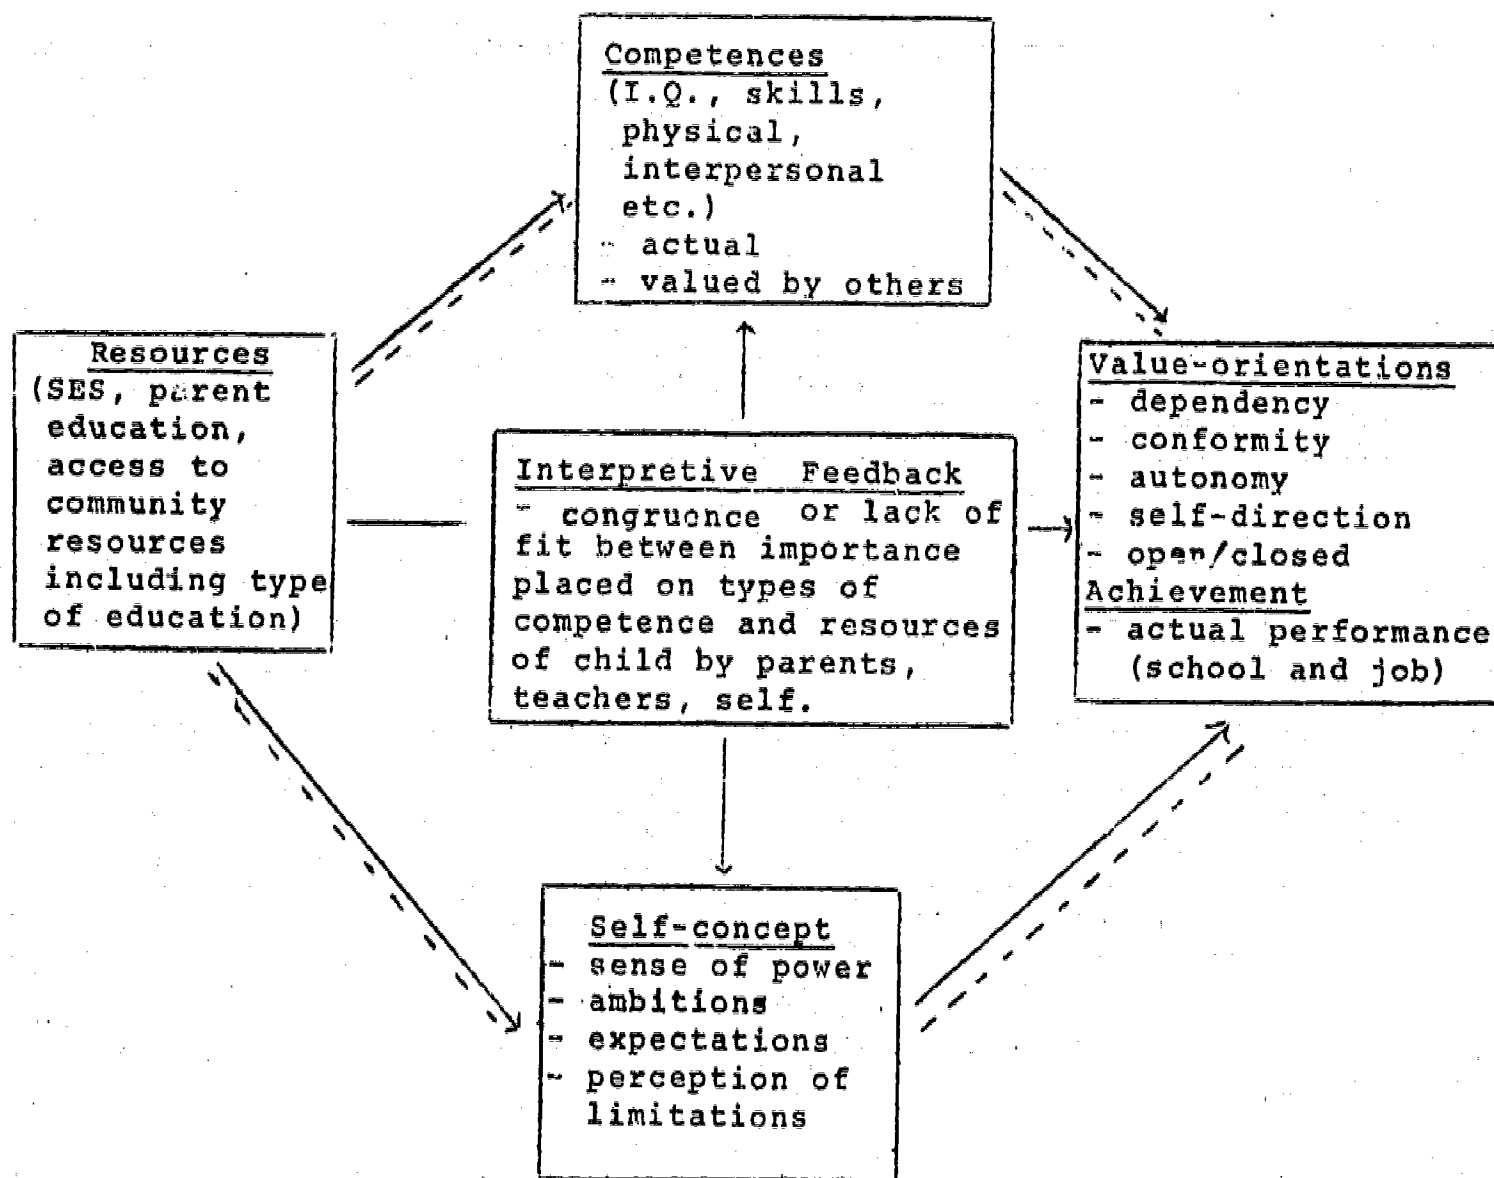 Competences
(I.Q., skills,
physical,
interpersonal
etc.)
- actual
- valued by others
Resources
(SES, parent
education,
access to
community
resources
including type
of education)
Interpretive Feedback
- congruence or lack of
fit between importance
placed on types of
competence and resources
of child by parents,
teachers, self.
Value-orientations
- dependency
- conformity
- autonomy
- self-direction
- open/closed
Achievement
- actual performance
(school and job)
Self-concept
- sense of power
- ambitions
- expectations
- perception of
limitations